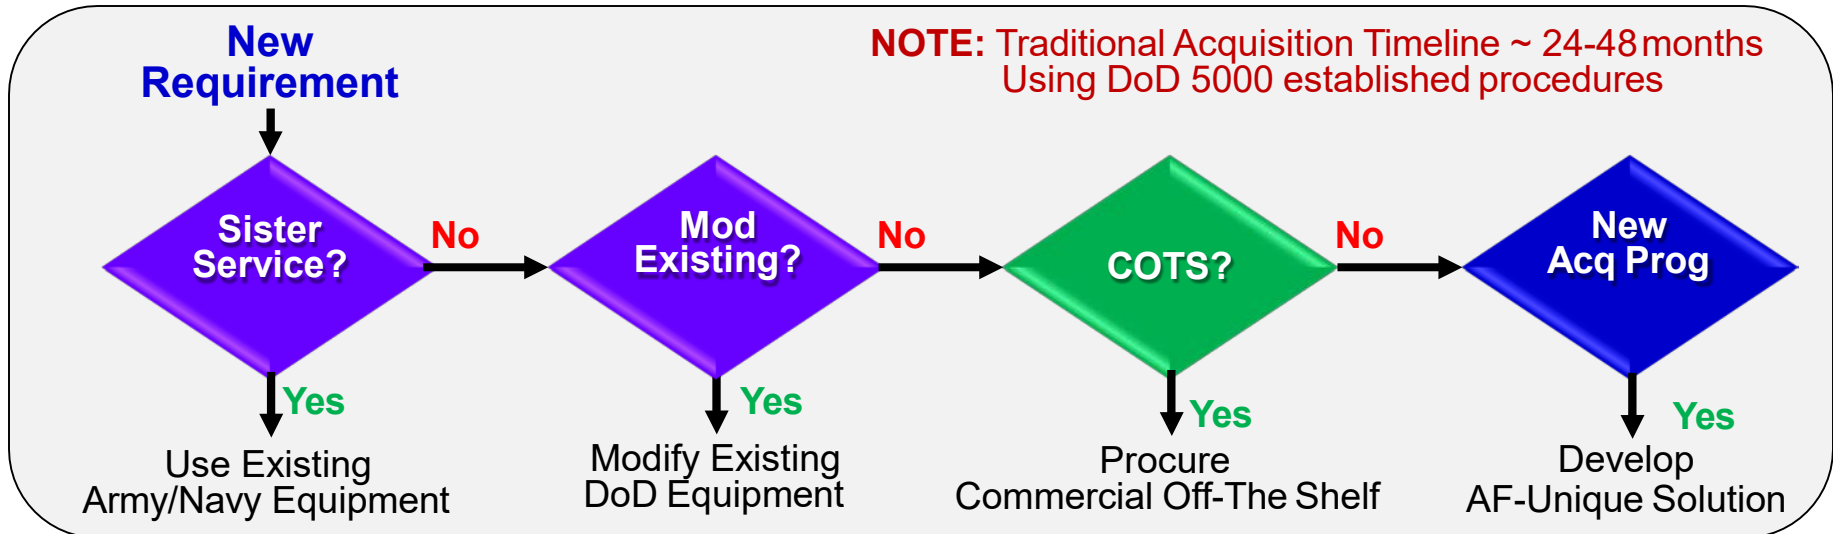 New
Requirement
NOTE: Traditional Acquisition Timeline ~ 24-48 months
Using DoD 5000 established procedures
Sister
Service?
No
Mod
Existing?
No
COTS?
No
New
Acq Prog
Yes
Use Existing
Army/Navy Equipment
Yes
Modify Existing
DoD Equipment
Yes
Procure
Commercial Off-The Shelf
Yes
Develop
AF-Unique Solution